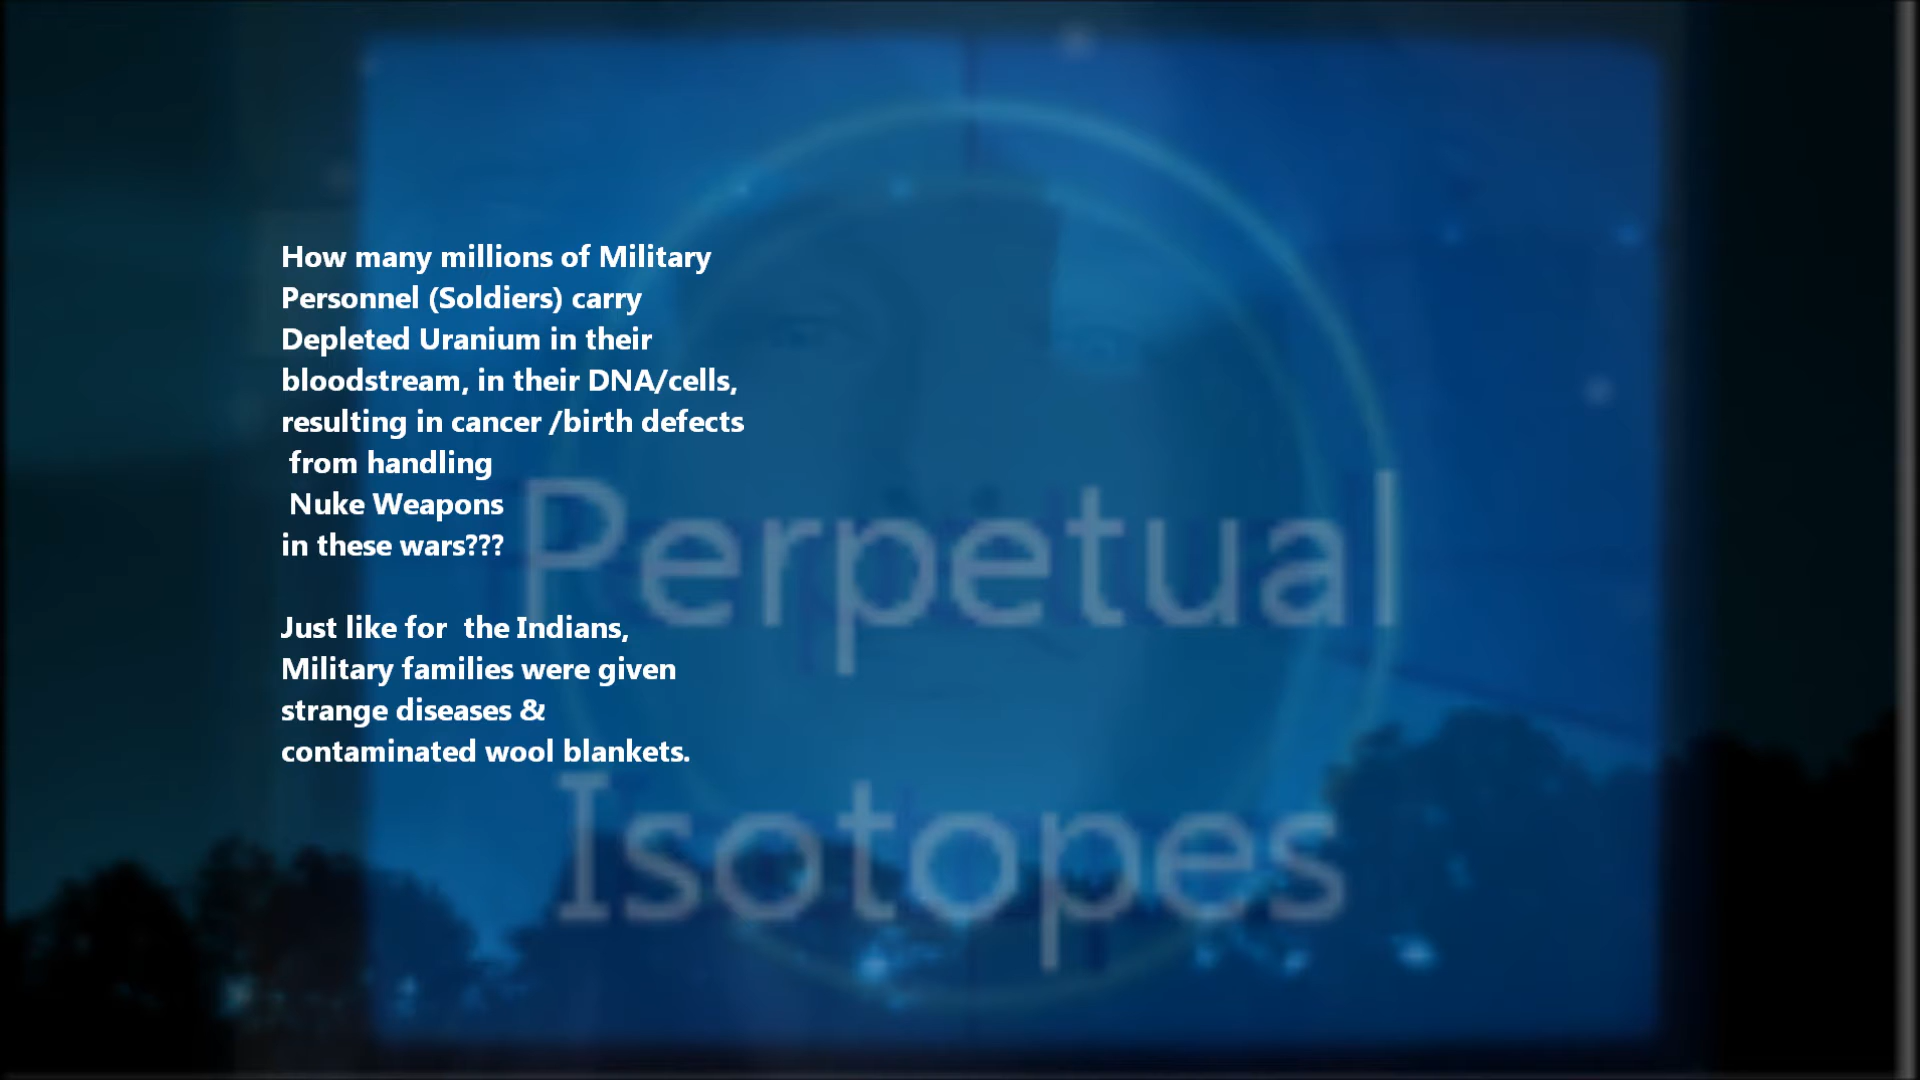 How many millions of Military
Personnel (Soldiers) carry
Depleted Uranium in their
bloodstream, in their DNA/cells,
resulting in cancer /birth defects
from handling
Nuke Weapons
in these wars???
Just like for  the Indians,
Military families were given
strange diseases &
contaminated wool blankets.
Perpetual
Isotopes